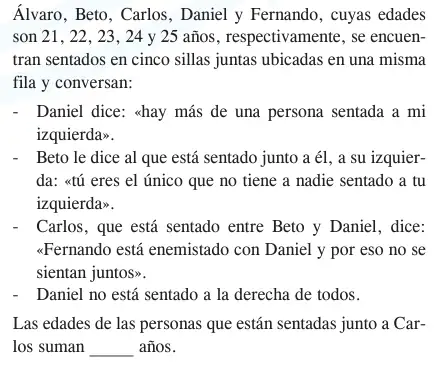 Álvaro, Beto, Carlos, Daniel y Fernando, cuyas edades
son 21, 22, 23, 24 y 25 años, respectivamente, se encuen-
tran sentados en cinco sillas juntas ubicadas en una misma
fila y conversan:
- Daniel dice: «hay más de una persona sentada a mi
izquierda».
- Beto le dice al que está sentado junto a él, a su izquier-
da: «tú eres el único que no tiene a nadie sentado a tu
izquierda».
- Carlos, que está sentado entre Beto y Daniel, dice:
«Fernando está enemistado con Daniel y por eso no se
sientan juntos».
- Daniel no está sentado a la derecha de todos.
Las edades de las personas que están sentadas junto a Car-
los suman ______ años.